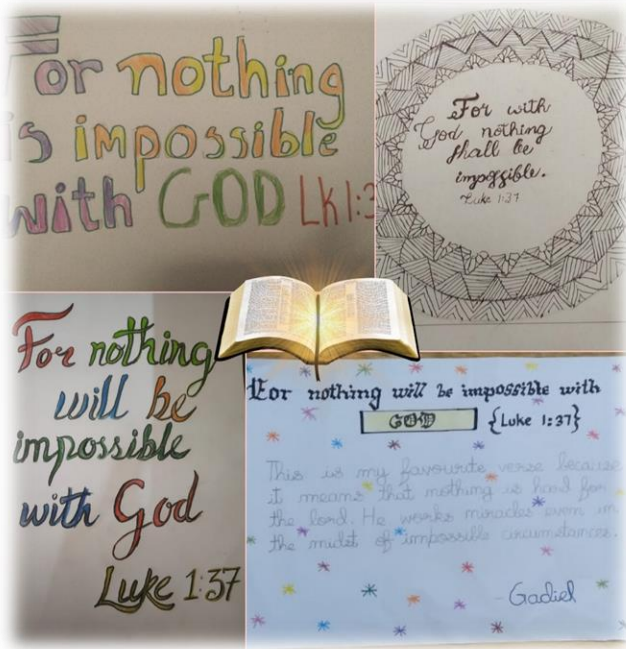 For nothing
is impossible
with GOD Lk 1:3
For with
God nothing
shall be
impossible.
Luke 1:37
For nothing
will be
impossible
with God
Luke 1:37
For nothing will be impossible with
GOD {Luke 1:37}
This is my favourite verse because
it means that nothing is hard for
the lord. He works miracles even in
the midst of impossible circumstances.
- Gadiel